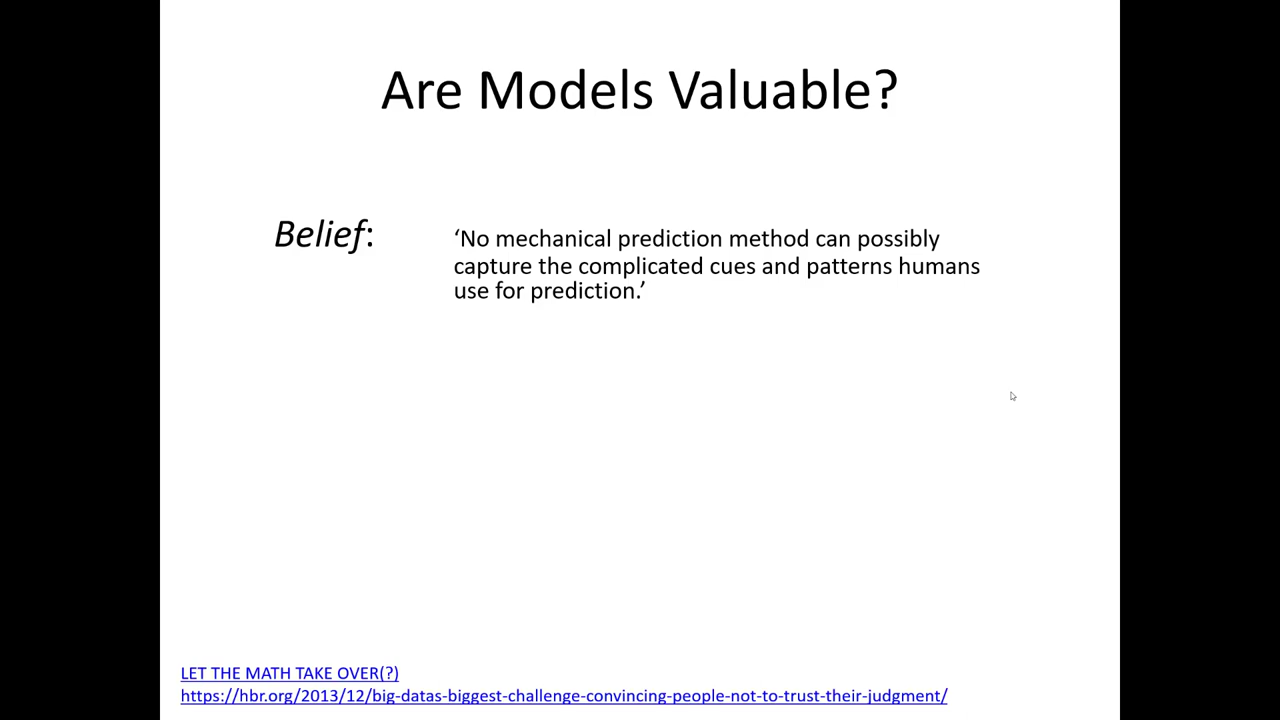 Are Models Valuable?
Belief: ‘No mechanical prediction method can possibly
capture the complicated cues and patterns humans
use for prediction.’
LET THE MATH TAKE OVER(?)
https://hbr.org/2013/12/big-datas-biggest-challenge-convincing-people-not-to-trust-their-judgment/